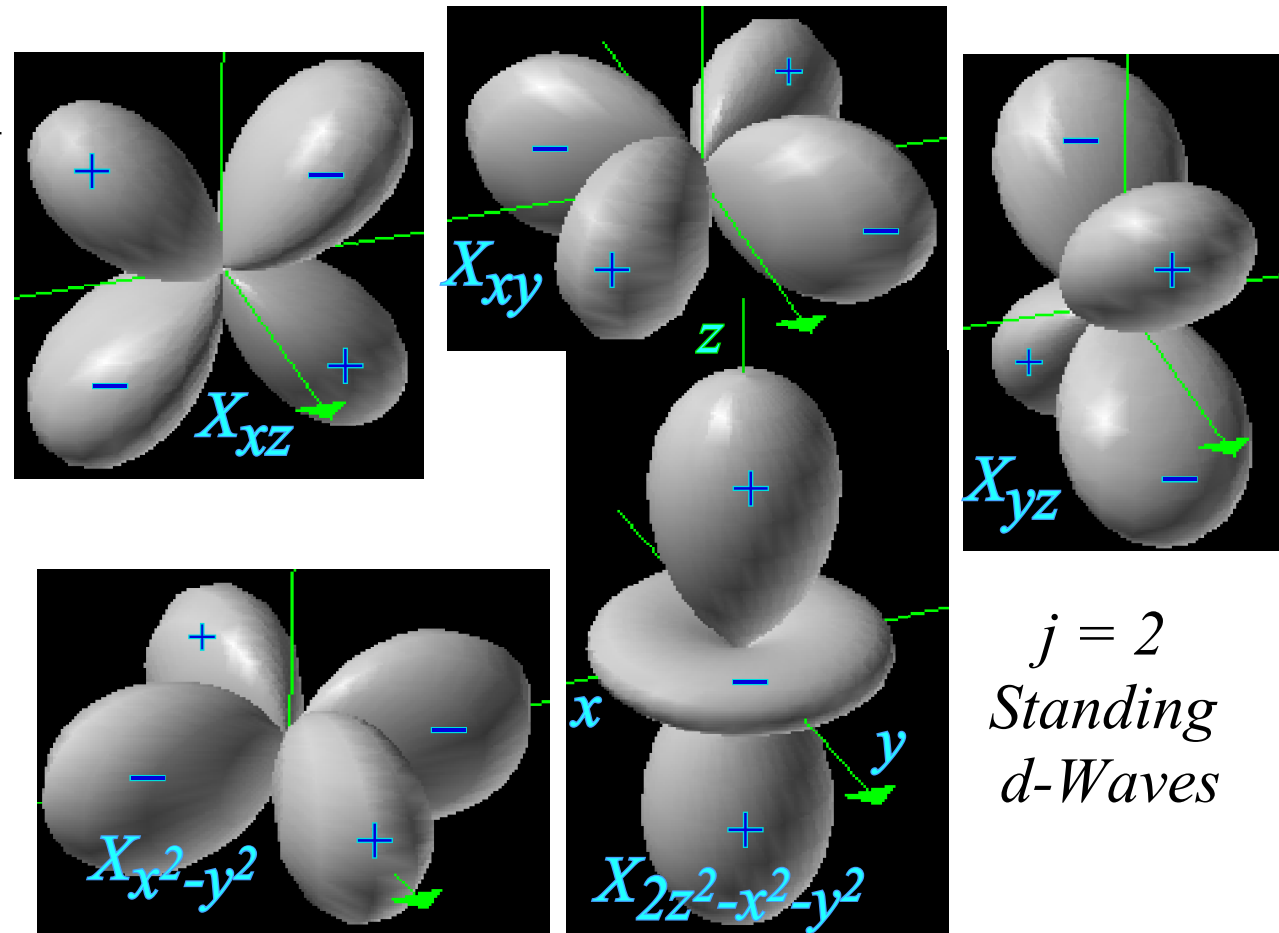 +
−
−
+
X_xz
−
+
+
−
X_xy
−
+
+
−
X_yz
+
−
−
+
X_x²-y²
z
+
−
x
y
+
X_2z²-x²-y²
j = 2
Standing
d-Waves